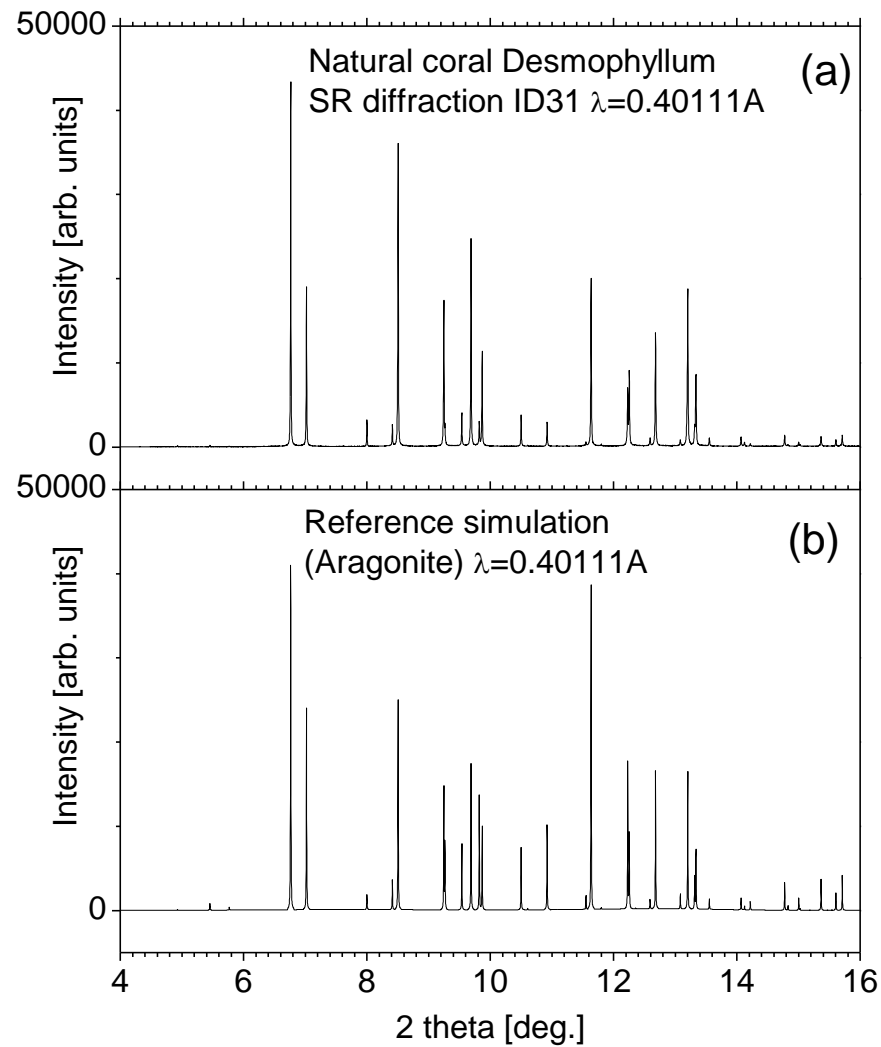 50000
Natural coral Desmophyllum
(a)
SR diffraction ID31 λ=0.40111A
Intensity [arb. units]
0
50000
Reference simulation
(b)
(Aragonite) λ=0.40111A
Intensity [arb. units]
0
4 6 8 10 12 14 16
2 theta [deg.]